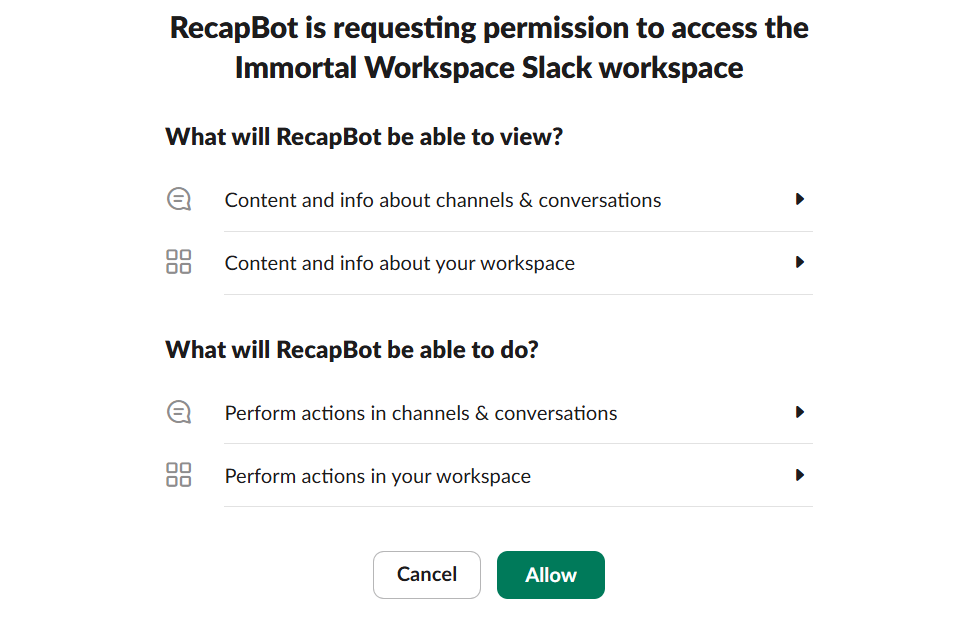 RecapBot is requesting permission to access the
Immortal Workspace Slack workspace
What will RecapBot be able to view?
Content and info about channels & conversations
Content and info about your workspace
What will RecapBot be able to do?
Perform actions in channels & conversations
Perform actions in your workspace
Cancel
Allow